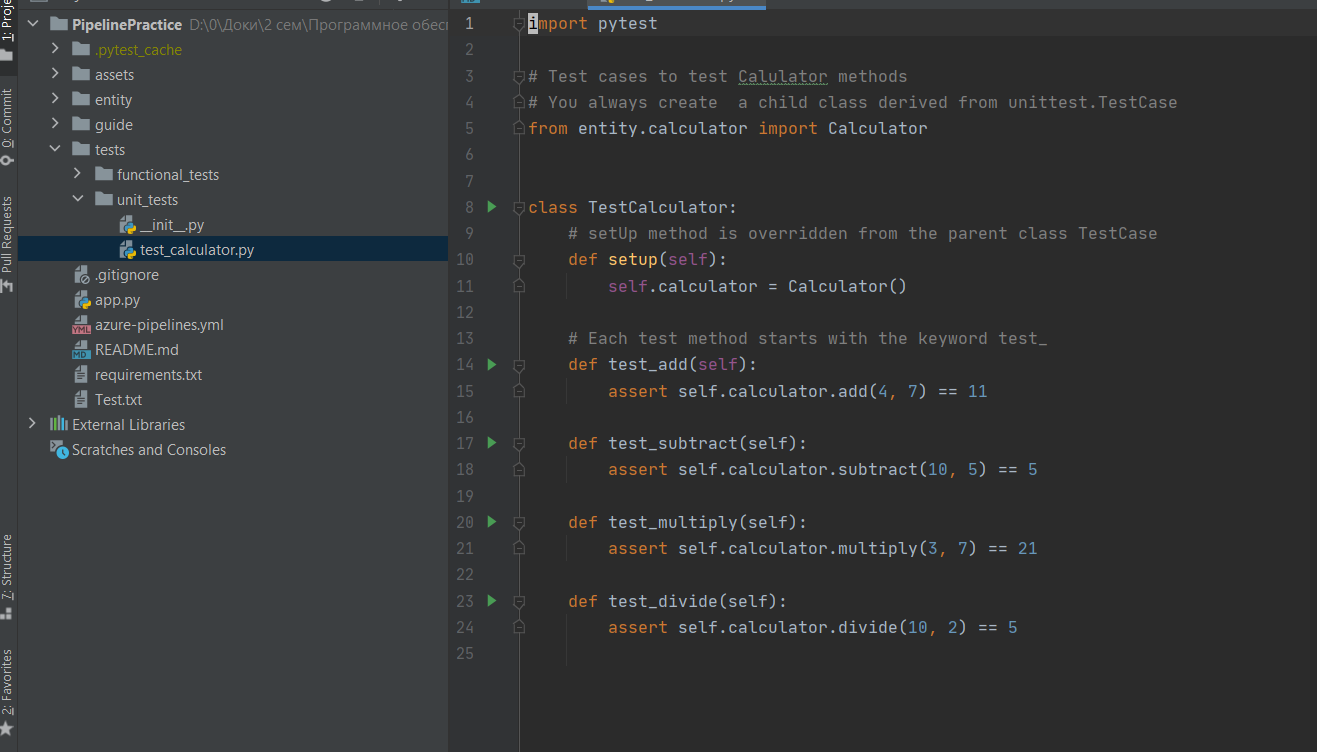 1: Proje
PipelinePractice D:\0\Доки\2 сем\Программное обесп
.pytest_cache
assets
entity
guide
tests
functional_tests
unit_tests
__init__.py
test_calculator.py
.gitignore
app.py
azure-pipelines.yml
README.md
requirements.txt
Test.txt
External Libraries
Scratches and Consoles
0: Commit
Pull Requests
7: Structure
2: Favorites
1 import pytest
2
3 # Test cases to test Calulator methods
4 # You always create  a child class derived from unittest.TestCase
5 from entity.calculator import Calculator
6
7
8 class TestCalculator:
9 # setUp method is overridden from the parent class TestCase
10 def setup(self):
11 self.calculator = Calculator()
12
13 # Each test method starts with the keyword test_
14 def test_add(self):
15 assert self.calculator.add(4, 7) == 11
16
17 def test_subtract(self):
18 assert self.calculator.subtract(10, 5) == 5
19
20 def test_multiply(self):
21 assert self.calculator.multiply(3, 7) == 21
22
23 def test_divide(self):
24 assert self.calculator.divide(10, 2) == 5
25